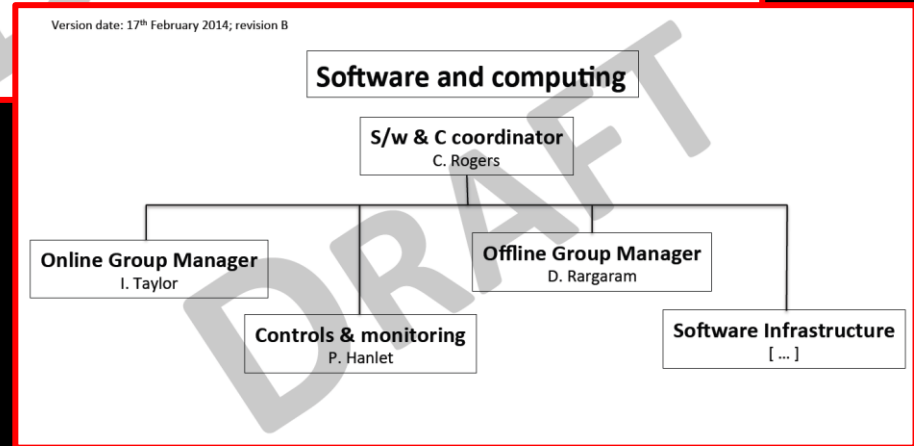 Version date: 17th February 2014; revision B
Software and computing
S/w & C coordinator
C. Rogers
Online Group Manager
I. Taylor
Offline Group Manager
D. Rargaram
Controls & monitoring
P. Hanlet
Software Infrastructure
[ ... ]
DRAFT